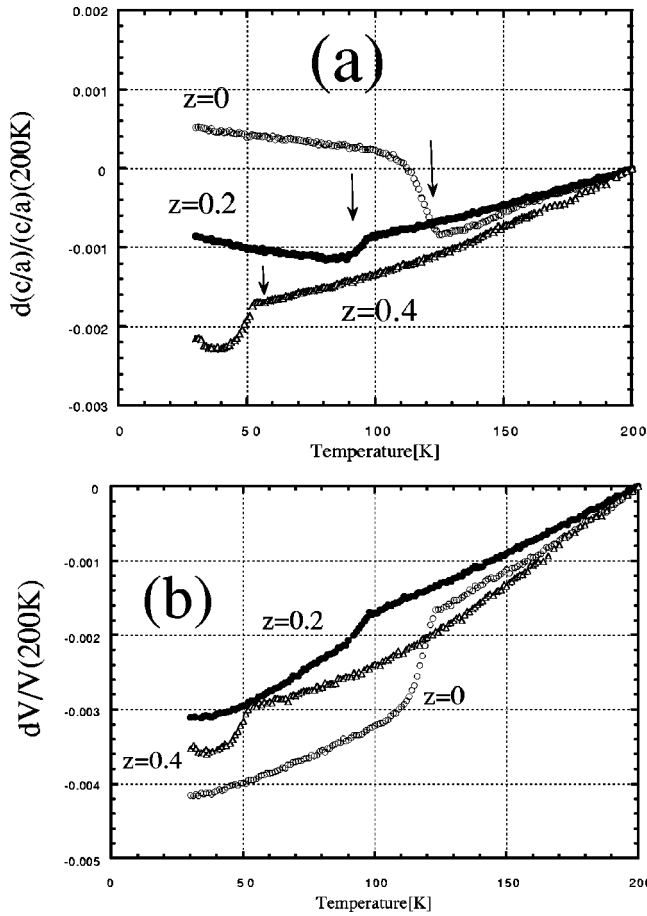 0.002
(a)
0.001
z=0
0
z=0.2
-0.001
z=0.4
-0.002
-0.003
d(c/a)/(c/a)(200K)
0 50 100 150 200
Temperature[K]
0
-0.001
(b)
z=0.2
-0.002
z=0
-0.003
z=0.4
-0.004
-0.005
dV/V(200K)
0 50 100 150 200
Temperature[K]